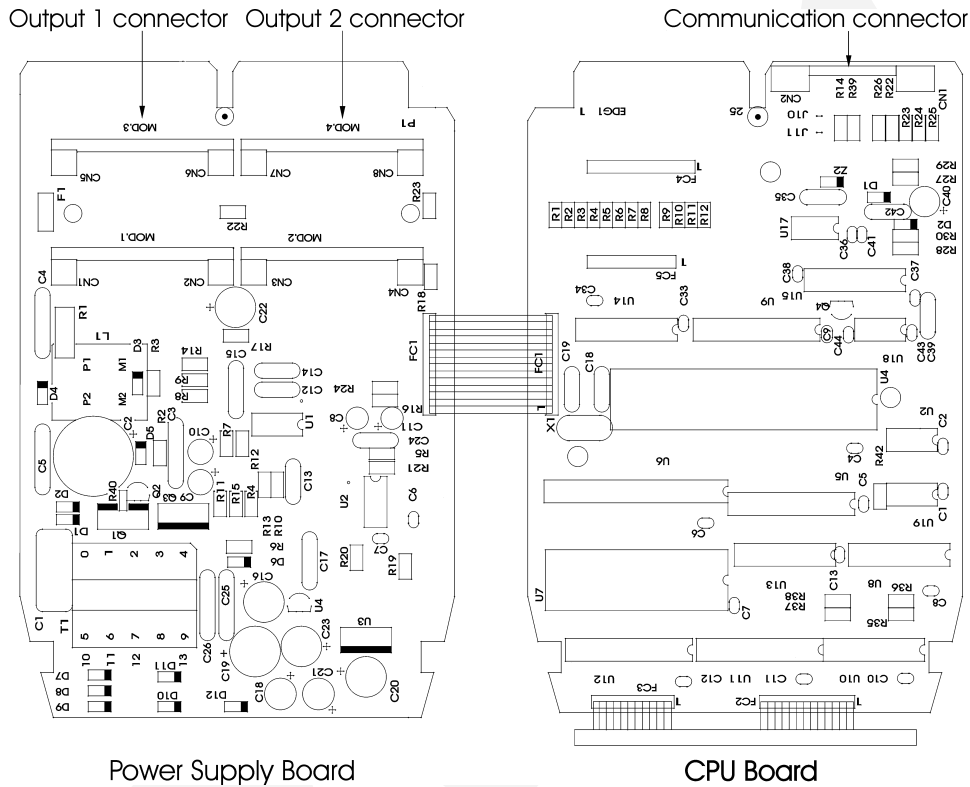 Output 1 connector
Output 2 connector
Communication connector
MOD.3
MOD.4
P1
CN5
CN6
CN7
CN8
F1
R22
R23
MOD.1
MOD.2
CN1
CN2
CN3
CN4
R18
C4
R1
L1
C22
R17
P1
M1
D3
R3
R14
C15
C14
R9
C12
R8
R24
D4
P2
M2
C2
R2
C3
C10
R7
U1
C8
R16
C11
C24
R5
R21
C5
D5
R12
C13
D2
R40
Q2
Q3
C9
R11
R15
R4
U2
C6
D1
Q1
R13
R10
C7
0
1
2
3
4
R6
D6
C17
R20
R19
C1
T1
C16
C25
U4
5
6
7
8
9
C26
C19
C23
U3
10
11
12
13
D7
D11
D8
D9
D10
D12
C18
C21
C20
FC1
FC1
Power Supply Board
CN2
R14
R39
R26
R22
CN1
1
EDG1
25
J10
J11
R23
R24
R25
FC4
1
Z2
R29
R27
C35
D1
C40
C42
R1
R2
R3
R4
R5
R6
R7
R8
R9
R10
R11
R12
U17
D2
R30
R28
C36
C41
FC5
1
C38
C37
C34
U14
C33
U9
U15
Q4
C9
C44
U18
C43
C39
C19
C18
U4
X1
1
U2
C2
C4
R42
U6
U5
C5
C1
U19
C6
U7
C7
U13
C13
U8
R38
R37
R36
R35
C8
U12
FC3
1
C12
U11
C11
U10
C10
FC2
1
CPU Board